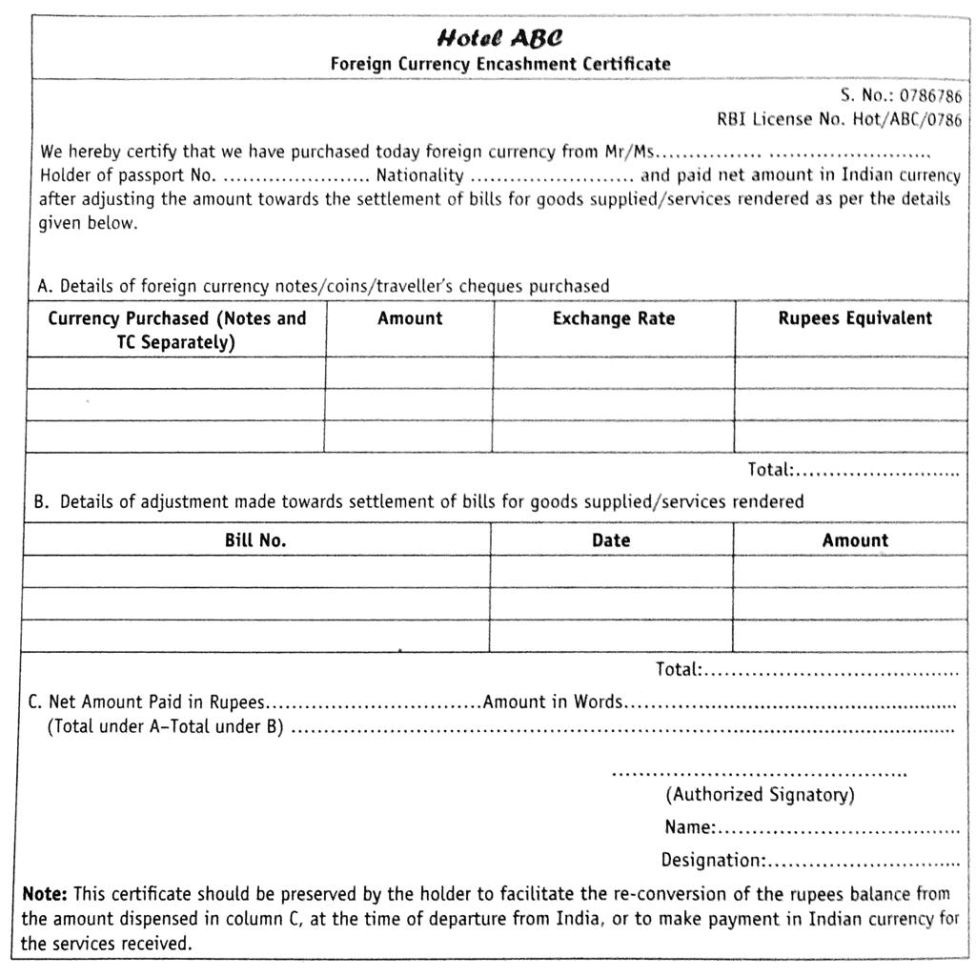 Hotel ABC
Foreign Currency Encashment Certificate
S. No.: 0786786
RBI License No. Hot/ABC/0786
We hereby certify that we have purchased today foreign currency from Mr/Ms................ ........................
Holder of passport No. ...................... Nationality ......................... and paid net amount in Indian currency
after adjusting the amount towards the settlement of bills for goods supplied/services rendered as per the details
given below.
A. Details of foreign currency notes/coins/traveller's cheques purchased
Currency Purchased (Notes and
TC Separately)
Amount
Exchange Rate
Rupees Equivalent
Total:.........................
B. Details of adjustment made towards settlement of bills for goods supplied/services rendered
Bill No.
Date
Amount
Total:......................................
C. Net Amount Paid in Rupees................................Amount in Words..................................................
(Total under A–Total under B) ....................................................................................................
............................................
(Authorized Signatory)
Name:....................................
Designation:.............................
Note: This certificate should be preserved by the holder to facilitate the re-conversion of the rupees balance from
the amount dispensed in column C, at the time of departure from India, or to make payment in Indian currency for
the services received.